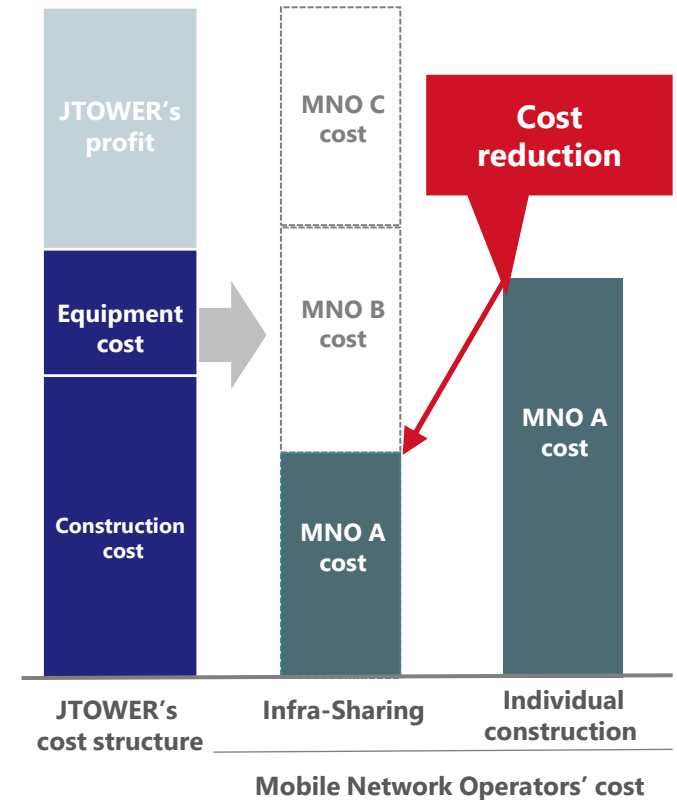 JTOWER’s
profit
Equipment
cost
Construction
cost
MNO C
cost
MNO B
cost
MNO A
cost
Cost
reduction
MNO A
cost
JTOWER’s
cost structure
Infra-Sharing
Individual
construction
Mobile Network Operators’ cost